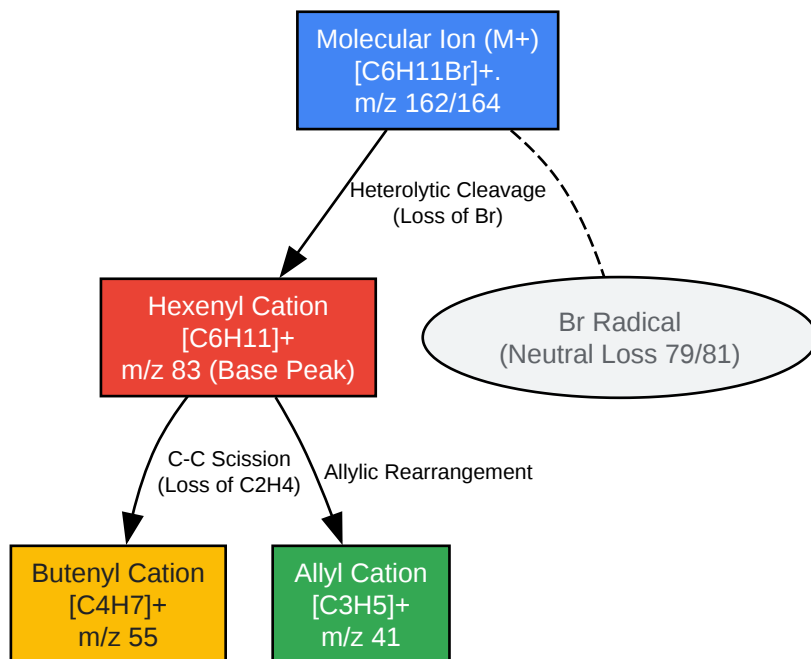 Molecular Ion (M+)
[C6H11Br]+.
m/z 162/164
Heterolytic Cleavage
(Loss of Br)
Hexenyl Cation
[C6H11]+
m/z 83 (Base Peak)
Br Radical
(Neutral Loss 79/81)
C-C Scission
(Loss of C2H4)
Allylic Rearrangement
Butenyl Cation
[C4H7]+
m/z 55
Allyl Cation
[C3H5]+
m/z 41